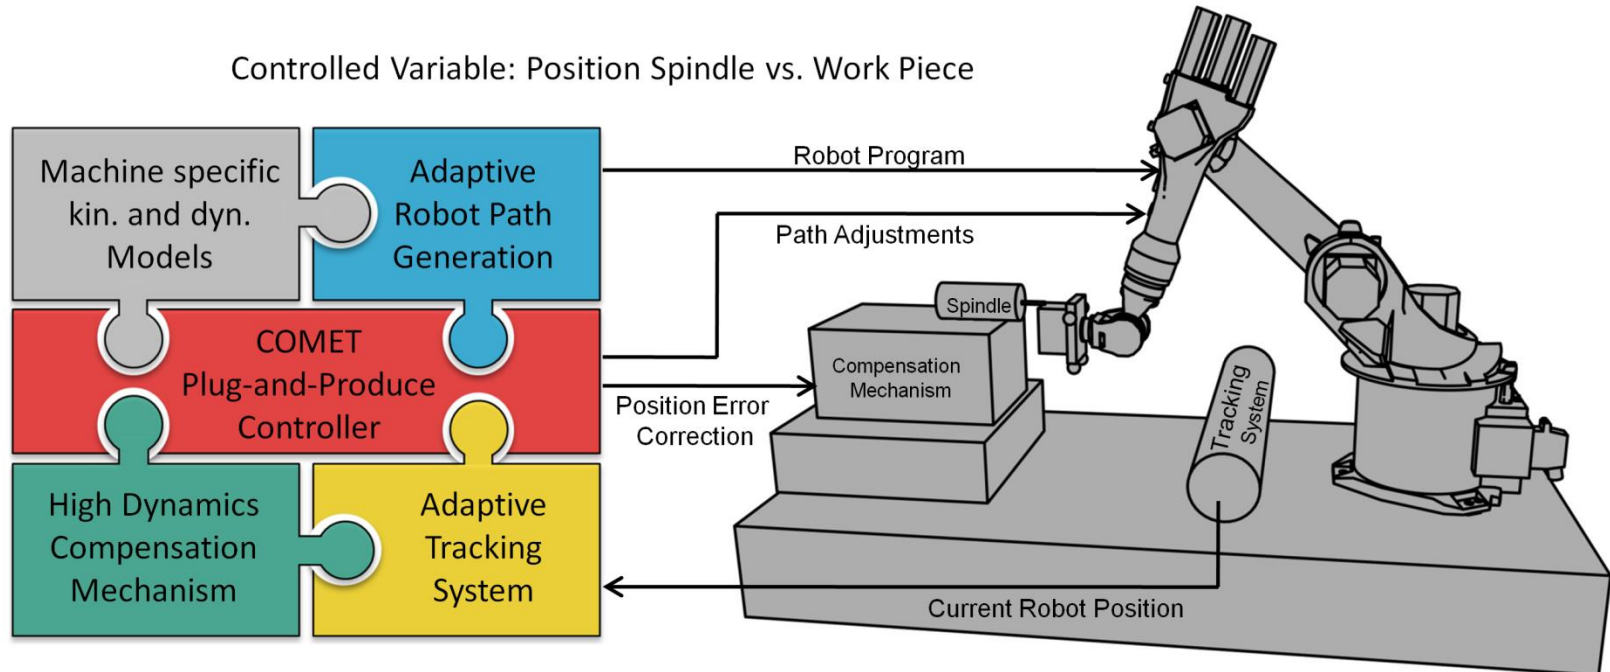 Controlled Variable: Position Spindle vs. Work Piece
Machine specific
kin. and dyn.
Models
Adaptive
Robot Path
Generation
COMET
Plug-and-Produce
Controller
High Dynamics
Compensation
Mechanism
Adaptive
Tracking
System
Robot Program
Path Adjustments
Position Error
Correction
Current Robot Position
Spindle
Compensation
Mechanism
Tracking
System